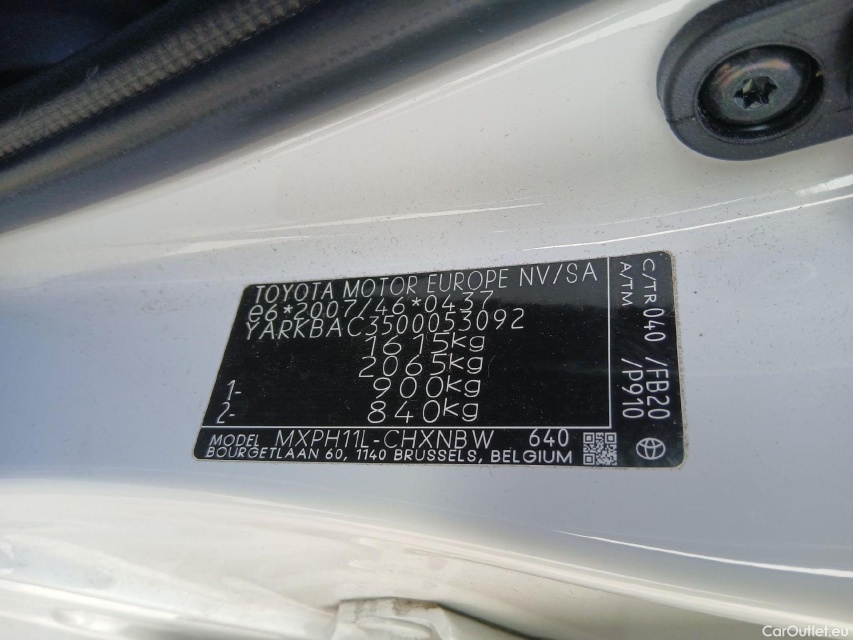 TOYOTA MOTOR EUROPE NV/SA
e6*2007/46*0437
YARKBAC3500053092
1615kg
2065kg
1- 900kg
2- 840kg
MODEL MXPH11L-CHXNBW 640
BOURGETLAAN 60, 1140 BRUSSELS, BELGIUM
C/TR 040 /FB20
A/TM /P910
CarOutlet.eu